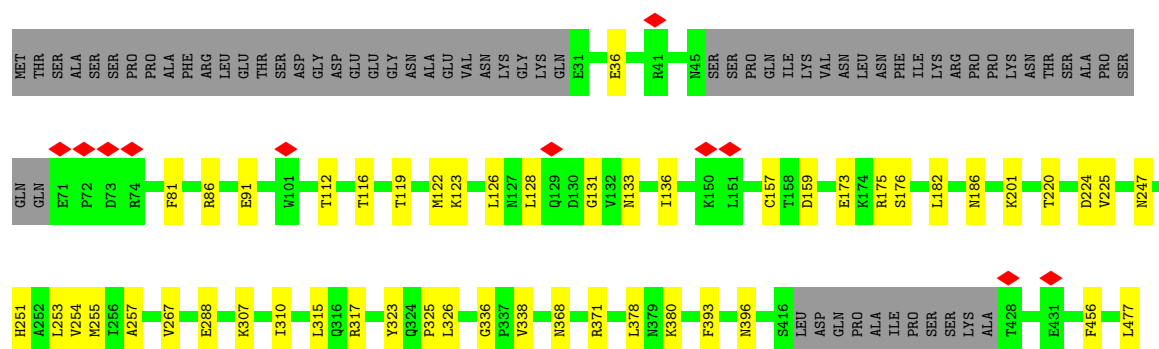 MET THR SER ALA SER SER PRO PRO ALA PHE ARG LEU GLU THR SER ASP GLY ASP GLU GLU GLY ASN ALA GLU VAL ASN LYS GLY LYS GLN E31 E36 R41 N45 SER SER PRO GLN ILE LYS VAL ASN LEU ASN PHE ILE LYS ARG PRO PRO LYS ASN THR SER ALA PRO SER
GLN GLN E71 P72 D73 R74 F81 R86 E91 W101 T112 T116 T119 M122 K123 L126 N127 L128 Q129 D130 G131 V132 N133 I136 K150 L151 C157 T158 D159 E173 K174 R175 S176 L182 N186 K201 T220 D224 V225 N247
H251 A252 L253 V254 M255 I256 A257 V267 E288 K307 I310 L315 Q316 R317 Y323 Q324 P325 L326 G336 P337 V338 N368 R371 L378 N379 K380 F393 N396 S416 LEU ASP GLN PRO ALA ILE PRO SER SER LYS ALA T428 E431 F456 L477